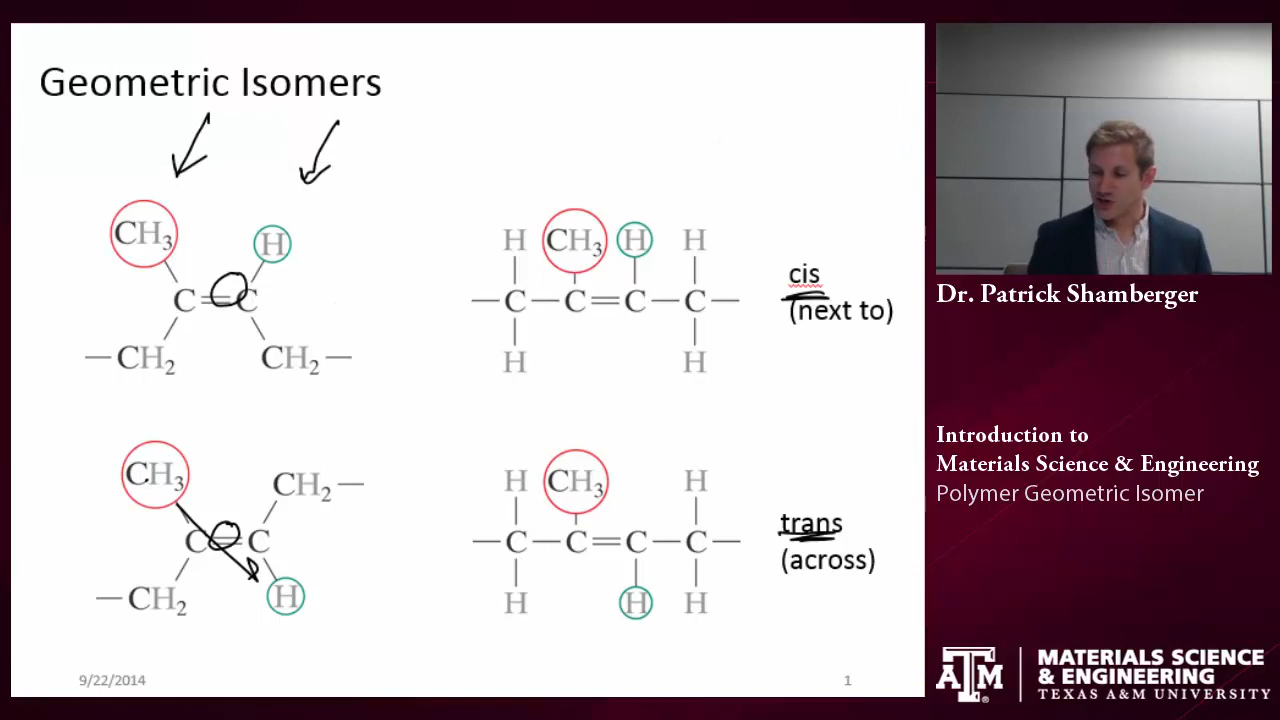 Geometric Isomers
CH3
H
C=C
—CH2
CH2—
H
CH3
H
H
—C—C=C—C—
H
H
cis
(next to)
CH3
CH2—
C=C
—CH2
H
H
CH3
H
—C—C=C—C—
H
H
H
trans
(across)
9/22/2014
1
Dr. Patrick Shamberger
Introduction to
Materials Science & Engineering
Polymer Geometric Isomer
ATM
MATERIALS SCIENCE
& ENGINEERING
TEXAS A&M UNIVERSITY